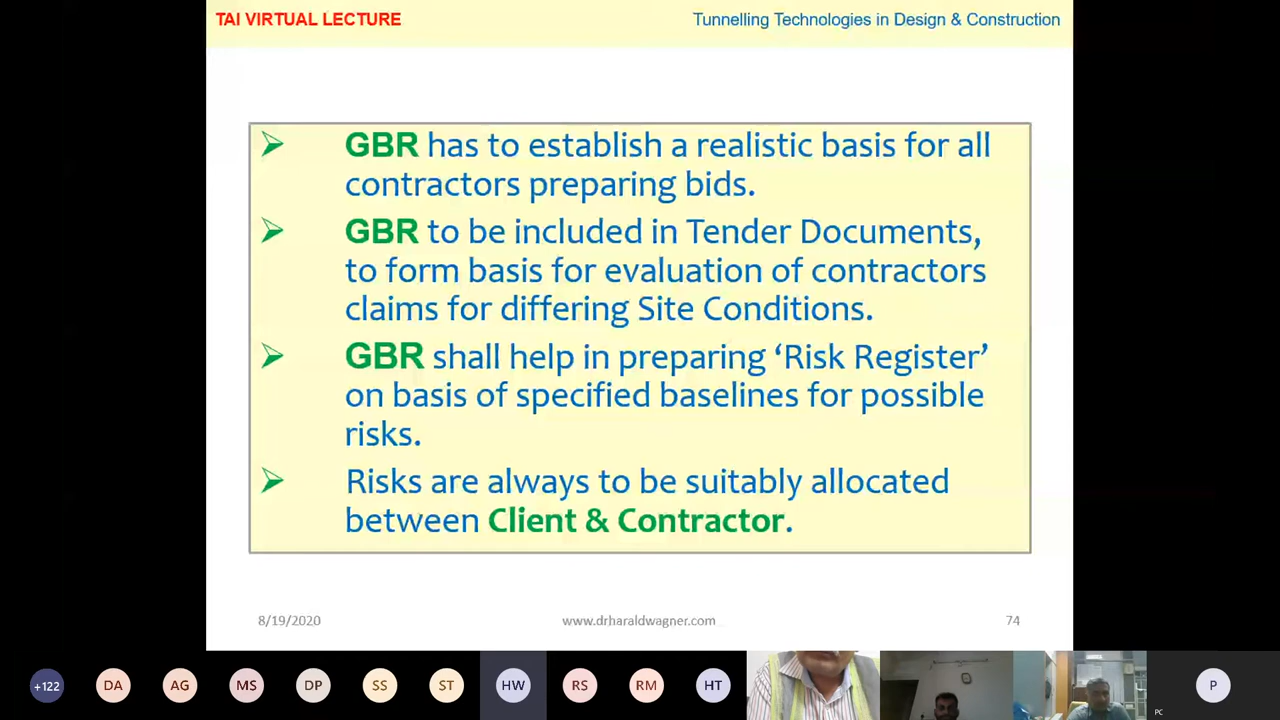 TAI VIRTUAL LECTURE
Tunnelling Technologies in Design & Construction
GBR has to establish a realistic basis for all
contractors preparing bids.
GBR to be included in Tender Documents,
to form basis for evaluation of contractors
claims for differing Site Conditions.
GBR shall help in preparing ‘Risk Register’
on basis of specified baselines for possible
risks.
Risks are always to be suitably allocated
between Client & Contractor.
8/19/2020
www.drharaldwagner.com
74
+122
DA
AG
MS
DP
SS
ST
HW
RS
RM
HT
P
PC